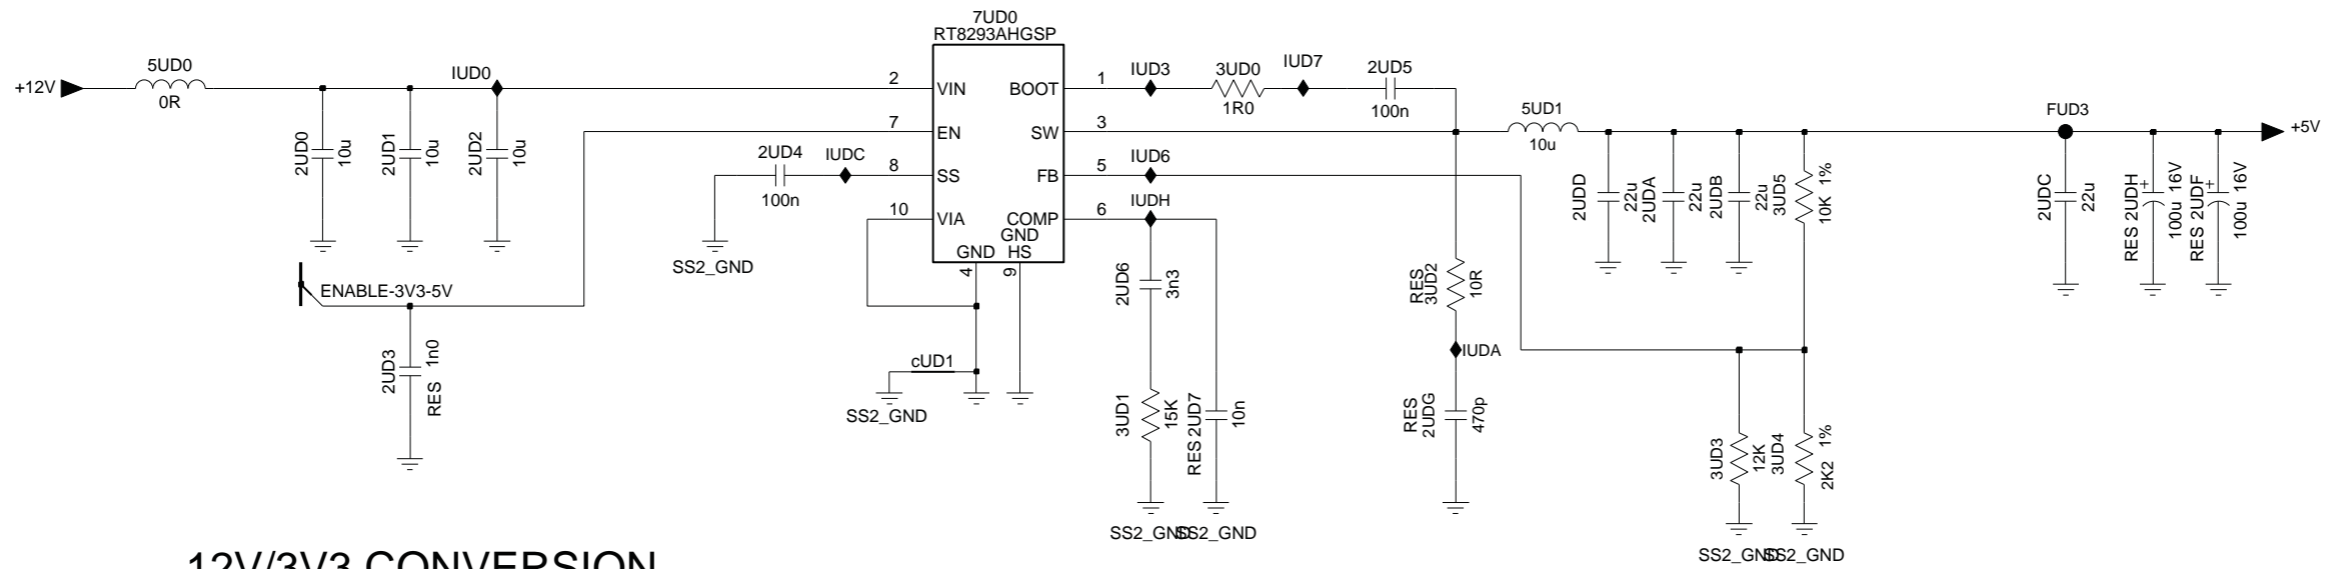 7UD0
RT8293AHGSP
+12V
5UD0
0R
IUD0
2UD0
10u
2UD1
10u
2UD2
10u
2
VIN
7
EN
8
SS
10
VIA
BOOT
1
SW
3
FB
5
COMP
6
GND
GND
HS
4
9
2UD4
100n
IUDC
SS2_GND
ENABLE-3V3-5V
2UD3
1n0
RES
cUD1
SS2_GND
IUD3
3UD0
1R0
IUD7
2UD5
100n
IUD6
IUDH
2UD6
3n3
3UD1
15K
RES 2UD7
10n
SS2_GND
SS2_GND
RES
3UD2
10R
IUDA
RES
2UDG
470p
5UD1
10u
2UDD
22u
2UDA
22u
2UDB
22u
3UD5
10K 1%
3UD3
12K
3UD4
2K2 1%
SS2_GND
SS2_GND
FUD3
+5V
2UDC
22u
RES 2UDH
+
100u 16V
RES 2UDF
+
100u 16V
12V/3V3 CONVERSION